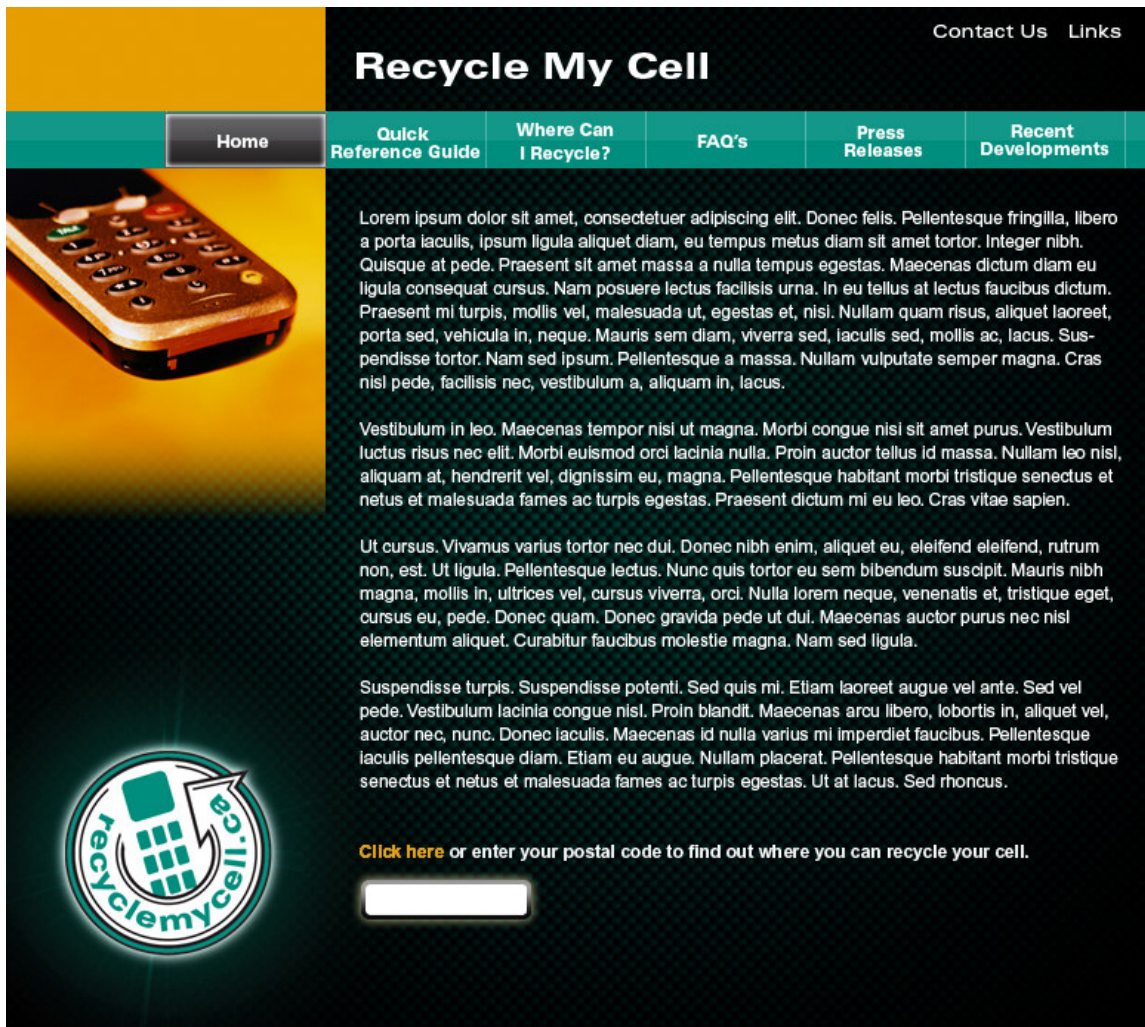 Contact Us Links
Recycle My Cell
Home
Quick
Reference Guide
Where Can
I Recycle?
FAQ's
Press
Releases
Recent
Developments
TALK
Lorem ipsum dolor sit amet, consectetuer adipiscing elit. Donec felis. Pellentesque fringilla, libero
a porta iaculis, ipsum ligula aliquet diam, eu tempus metus diam sit amet tortor. Integer nibh.
Quisque at pede. Praesent sit amet massa a nulla tempus egestas. Maecenas dictum diam eu
ligula consequat cursus. Nam posuere lectus facilisis urna. In eu tellus at lectus faucibus dictum.
Praesent mi turpis, mollis vel, malesuada ut, egestas et, nisi. Nullam quam risus, aliquet laoreet,
porta sed, vehicula in, neque. Mauris sem diam, viverra sed, iaculis sed, mollis ac, lacus. Sus-
pendisse tortor. Nam sed ipsum. Pellentesque a massa. Nullam vulputate semper magna. Cras
nisl pede, facilisis nec, vestibulum a, aliquam in, lacus.
Vestibulum in leo. Maecenas tempor nisi ut magna. Morbi congue nisi sit amet purus. Vestibulum
luctus risus nec elit. Morbi euismod orci lacinia nulla. Proin auctor tellus id massa. Nullam leo nisl,
aliquam at, hendrerit vel, dignissim eu, magna. Pellentesque habitant morbi tristique senectus et
netus et malesuada fames ac turpis egestas. Praesent dictum mi eu leo. Cras vitae sapien.
Ut cursus. Vivamus varius tortor nec dui. Donec nibh enim, aliquet eu, eleifend eleifend, rutrum
non, est. Ut ligula. Pellentesque lectus. Nunc quis tortor eu sem bibendum suscipit. Mauris nibh
magna, mollis in, ultrices vel, cursus viverra, orci. Nulla lorem neque, venenatis et, tristique eget,
cursus eu, pede. Donec quam. Donec gravida pede ut dui. Maecenas auctor purus nec nisl
elementum aliquet. Curabitur faucibus molestie magna. Nam sed ligula.
Suspendisse turpis. Suspendisse potenti. Sed quis mi. Etiam laoreet augue vel ante. Sed vel
pede. Vestibulum lacinia congue nisl. Proin blandit. Maecenas arcu libero, lobortis in, aliquet vel,
auctor nec, nunc. Donec iaculis. Maecenas id nulla varius mi imperdiet faucibus. Pellentesque
iaculis pellentesque diam. Etiam eu augue. Nullam placerat. Pellentesque habitant morbi tristique
senectus et netus et malesuada fames ac turpis egestas. Ut at lacus. Sed rhoncus.
recyclemycell.ca
Click here or enter your postal code to find out where you can recycle your cell.